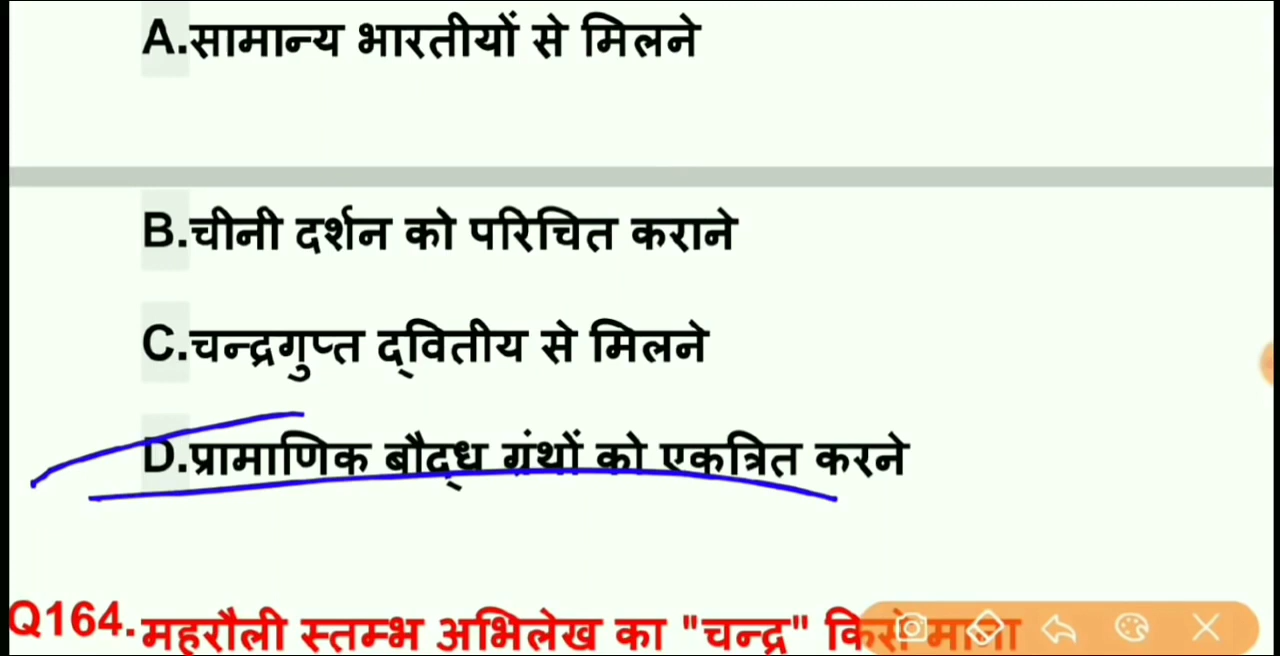 A.सामान्य भारतीयों से मिलने
B.चीनी दर्शन को परिचित कराने
C.चन्द्रगुप्त द्वितीय से मिलने
D.प्रामाणिक बौद्ध ग्रंथों को एकत्रित करने
Q164.महरौली स्तम्भ अभिलेख का "चन्द्र" किसे माना